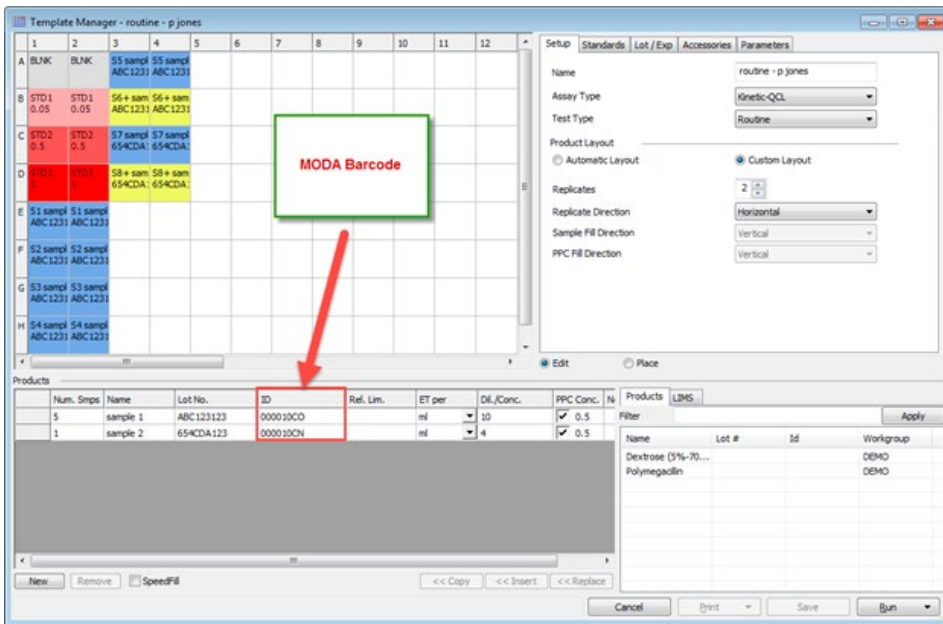 Template Manager - routine - p jones
1 2 3 4 5 6 7 8 9 10 11 12
A BLNK BLNK S5 sampl S5 sampl
ABC1231 ABC1231
B STD1 STD1 S6+ sam S6+ sam
0.05 0.05 ABC1231 ABC1231
C STD2 STD2 S7 sampl S7 sampl
0.5 0.5 654CDA: 654CDA:
D STD3 STD3 S8+ sam S8+ sam
5 5 654CDA: 654CDA:
E S1 sampl S1 sampl
ABC1231 ABC1231
F S2 sampl S2 sampl
ABC1231 ABC1231
G S3 sampl S3 sampl
ABC1231 ABC1231
H S4 sampl S4 sampl
ABC1231 ABC1231
MODA Barcode
Setup Standards Lot / Exp Accessories Parameters
Name routine - p jones
Assay Type Kinetic-QCL
Test Type Routine
Product Layout
Automatic Layout Custom Layout
Replicates 2
Replicate Direction Horizontal
Sample Fill Direction Vertical
PPC Fill Direction Vertical
Edit Place
Products
Num. Smps Name Lot No. ID Rel. Lim. ET per Dil./Conc. PPC Conc. N
5 sample 1 ABC123123 000010CO ml 10 0.5
1 sample 2 654CDA123 000010CN ml 4 0.5
New Remove SpeedFill << Copy << Insert << Replace
Products LIMS
Filter Apply
Name Lot # Id Workgroup
Dextrose (5%-70... DEMO
Polymegacillin DEMO
Cancel Print Save Run